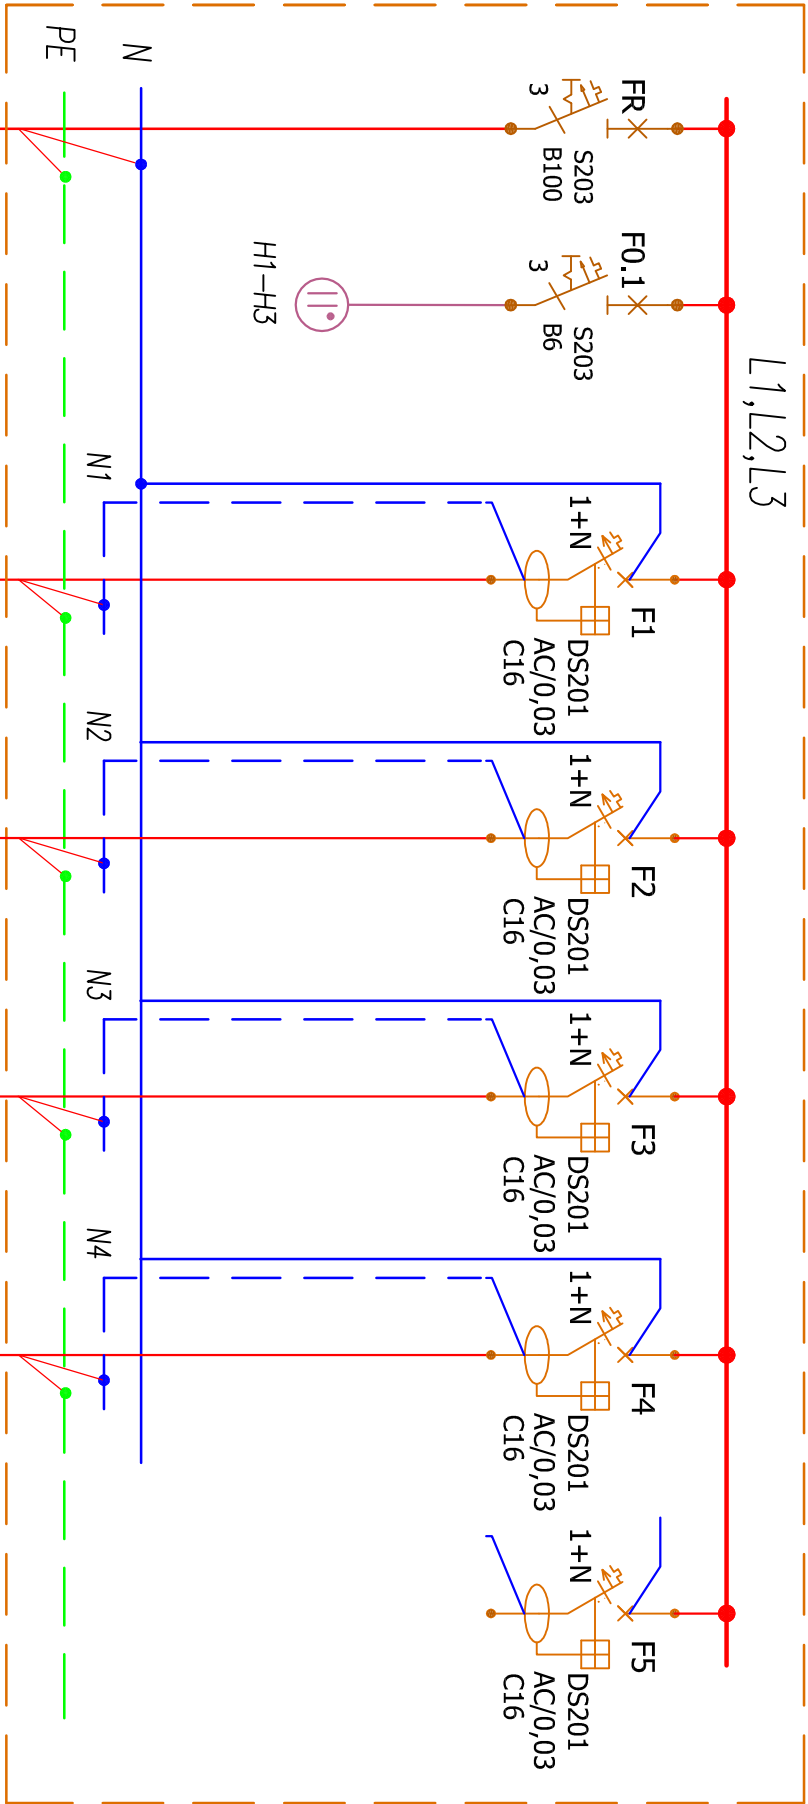 L1,L2,L3
FR
3
S203
B100
F0.1
3
S203
B6
H1-H3
F1
1+N
DS201
AC/0,03
C16
F2
1+N
DS201
AC/0,03
C16
F3
1+N
DS201
AC/0,03
C16
F4
1+N
DS201
AC/0,03
C16
F5
1+N
DS201
AC/0,03
C16
N
N1
N2
N3
N4
PE